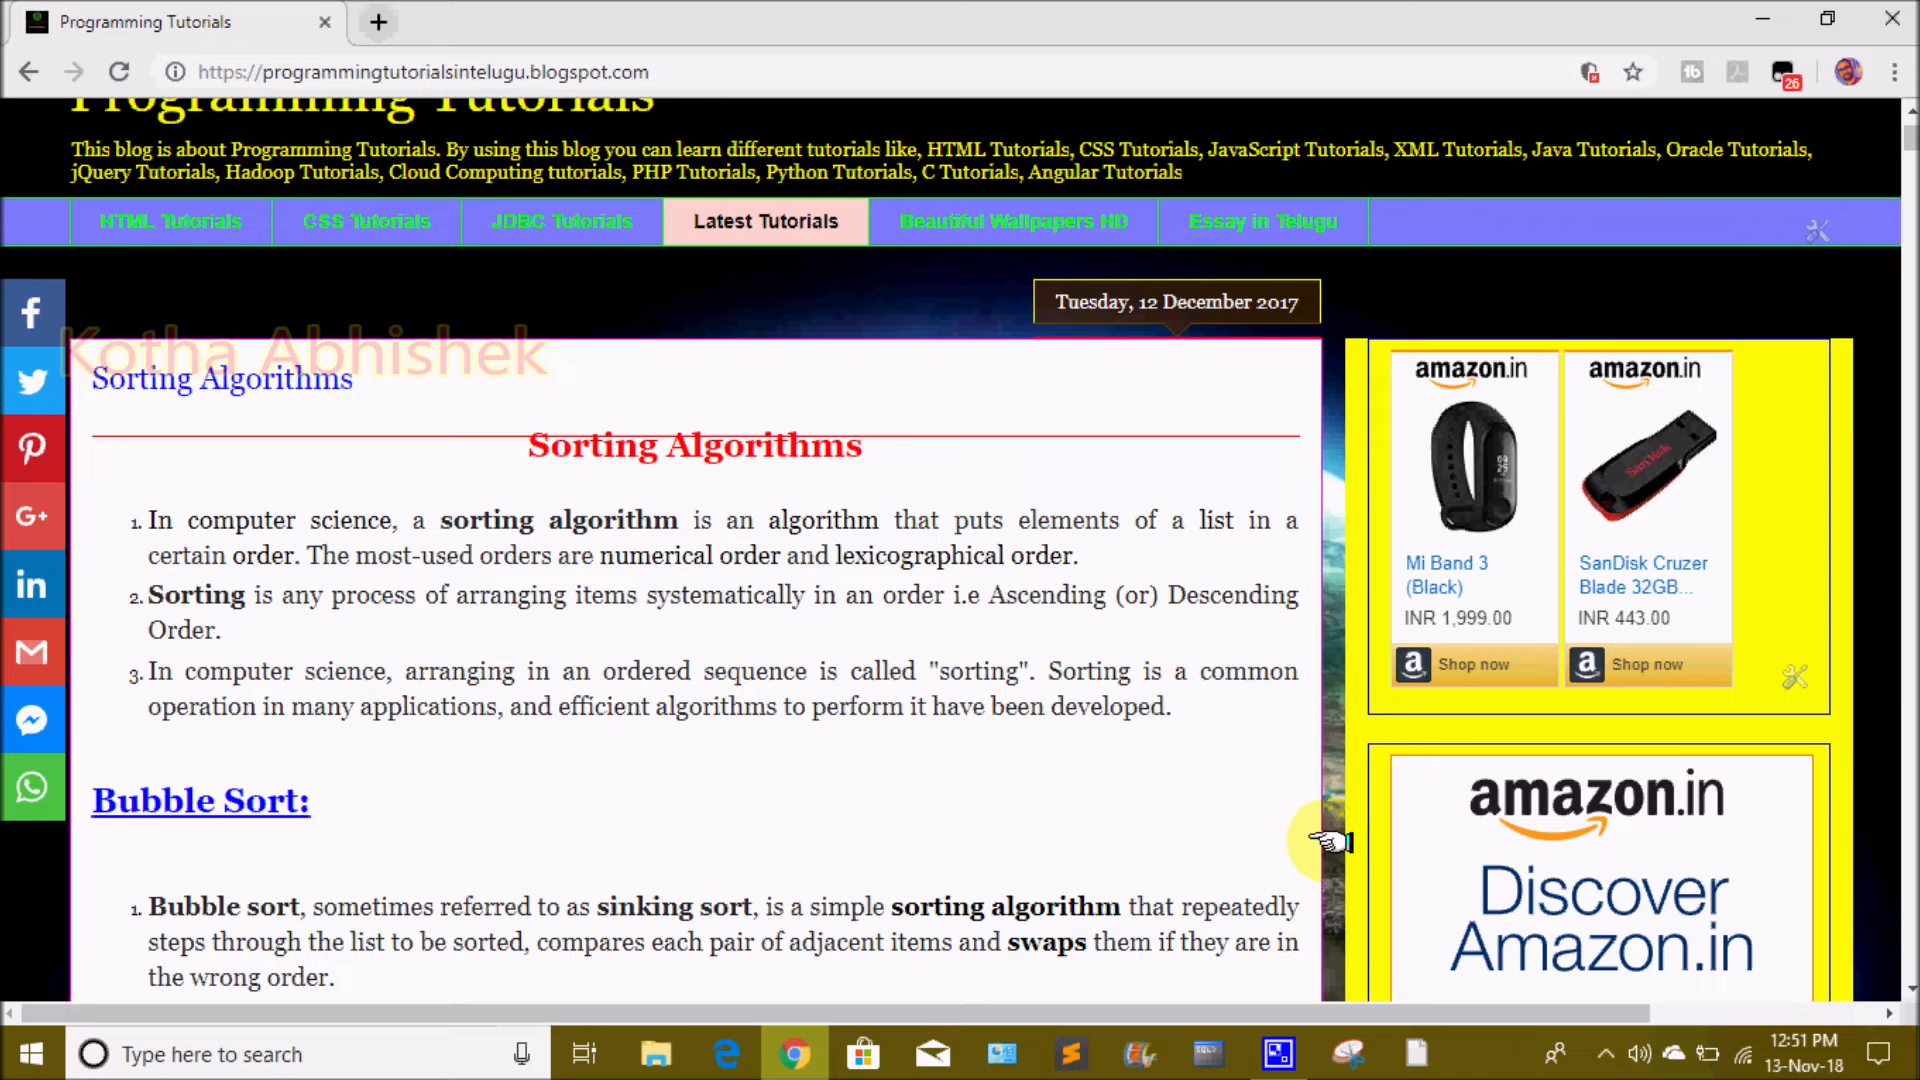 Programming Tutorials
https://programmingtutorialsintelugu.blogspot.com
26
Programming Tutorials
This blog is about Programming Tutorials. By using this blog you can learn different tutorials like, HTML Tutorials, CSS Tutorials, JavaScript Tutorials, XML Tutorials, Java Tutorials, Oracle Tutorials,
jQuery Tutorials, Hadoop Tutorials, Cloud Computing tutorials, PHP Tutorials, Python Tutorials, C Tutorials, Angular Tutorials
HTML Tutorials CSS Tutorials JDBC Tutorials Latest Tutorials Beautiful Wallpapers HD Essay in Telugu
Tuesday, 12 December 2017
Kotha Abhishek
Sorting Algorithms
Sorting Algorithms
1. In computer science, a sorting algorithm is an algorithm that puts elements of a list in a
certain order. The most-used orders are numerical order and lexicographical order.
2. Sorting is any process of arranging items systematically in an order i.e Ascending (or) Descending
Order.
3. In computer science, arranging in an ordered sequence is called "sorting". Sorting is a common
operation in many applications, and efficient algorithms to perform it have been developed.
Bubble Sort:
1. Bubble sort, sometimes referred to as sinking sort, is a simple sorting algorithm that repeatedly
steps through the list to be sorted, compares each pair of adjacent items and swaps them if they are in
the wrong order.
amazon.in
Mi Band 3
(Black)
INR 1,999.00
Shop now
amazon.in
SanDisk
SanDisk Cruzer
Blade 32GB...
INR 443.00
Shop now
amazon.in
Discover
Amazon.in
Type here to search
12:51 PM
13-Nov-18